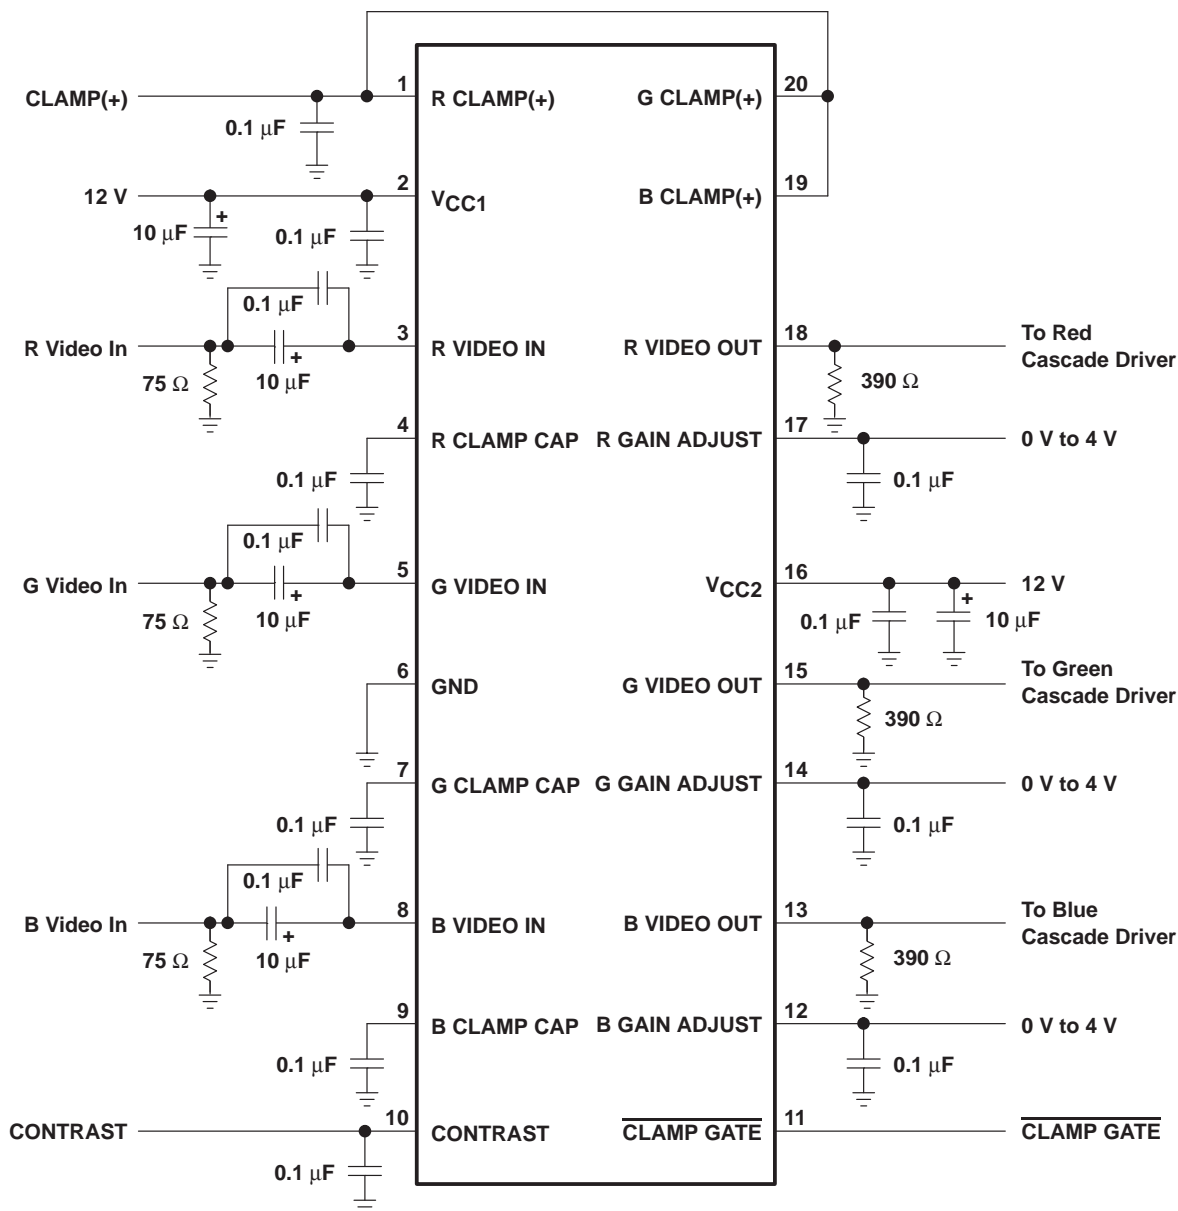 1
20
CLAMP(+)
R CLAMP(+)
G CLAMP(+)
0.1 μF
2
19
12 V
VCC1
B CLAMP(+)
+
10 μF
0.1 μF
0.1 μF
3
18
To Red
Cascade Driver
R Video In
R VIDEO IN
R VIDEO OUT
+
75 Ω
10 μF
390 Ω
4
17
R CLAMP CAP
R GAIN ADJUST
0 V to 4 V
0.1 μF
0.1 μF
0.1 μF
5
16
G Video In
G VIDEO IN
VCC2
12 V
+
+
75 Ω
10 μF
0.1 μF
10 μF
6
15
To Green
Cascade Driver
GND
G VIDEO OUT
390 Ω
7
14
G CLAMP CAP
G GAIN ADJUST
0 V to 4 V
0.1 μF
0.1 μF
0.1 μF
8
13
To Blue
Cascade Driver
B Video In
B VIDEO IN
B VIDEO OUT
+
75 Ω
10 μF
390 Ω
9
12
B CLAMP CAP
B GAIN ADJUST
0 V to 4 V
0.1 μF
0.1 μF
10
11
CONTRAST
CONTRAST
CLAMP GATE
CLAMP GATE
0.1 μF